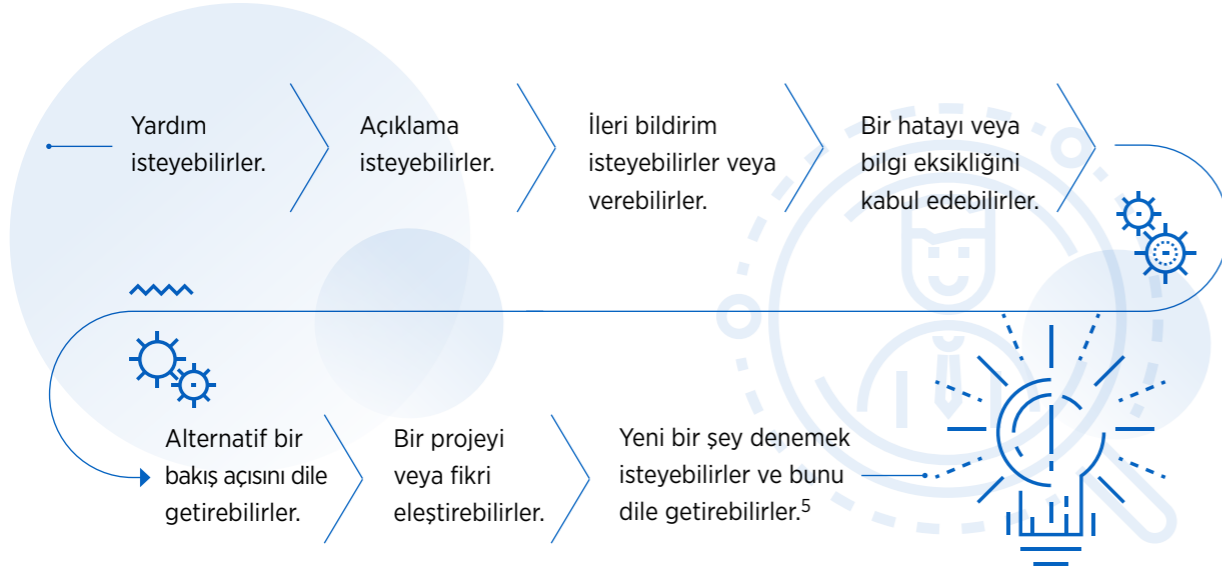 Yardım
isteyebilirler.
Açıklama
isteyebilirler.
İleri bildirim
isteyebilirler veya
verebilirler.
Bir hatayı veya
bilgi eksikliğini
kabul edebilirler.
Alternatif bir
bakış açısını dile
getirebilirler.
Bir projeyi
veya fikri
eleştirebilirler.
Yeni bir şey denemek
isteyebilirler ve bunu
dile getirebilirler.⁵